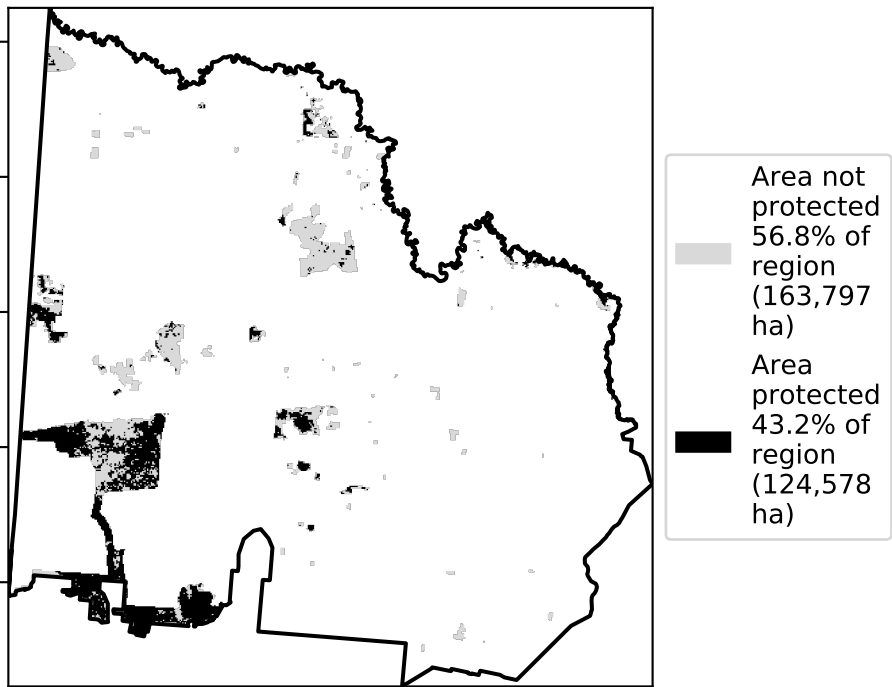 Area not
protected
56.8% of
region
(163,797
ha)
Area
protected
43.2% of
region
(124,578
ha)